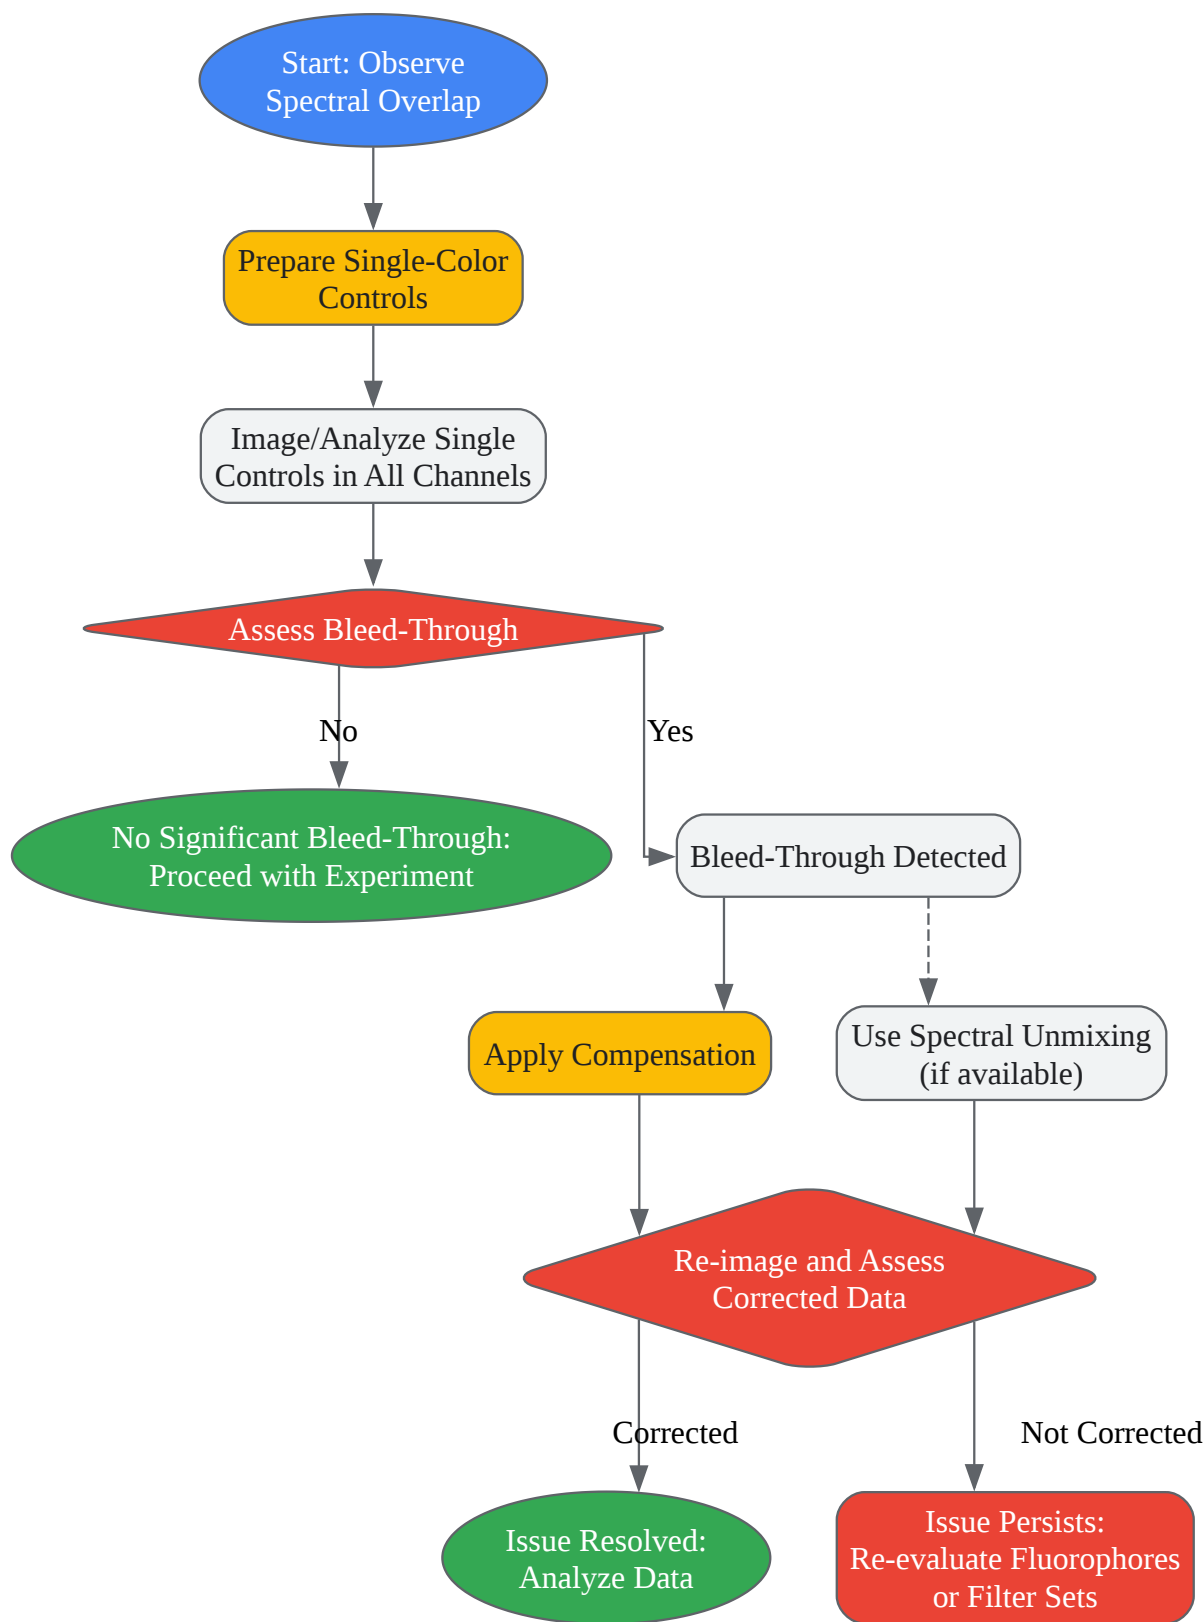 Start: Observe
Spectral Overlap
Prepare Single-Color
Controls
Image/Analyze Single
Controls in All Channels
Assess Bleed-Through
No
Yes
No Significant Bleed-Through:
Proceed with Experiment
Bleed-Through Detected
Apply Compensation
Use Spectral Unmixing
(if available)
Re-image and Assess
Corrected Data
Corrected
Not Corrected
Issue Resolved:
Analyze Data
Issue Persists:
Re-evaluate Fluorophores
or Filter Sets